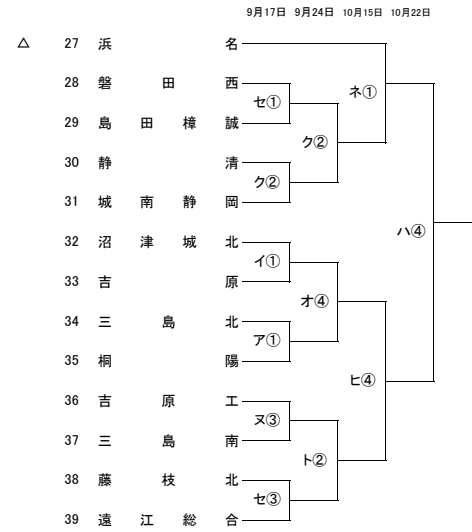 9月17日 9月24日 10月15日 10月22日
△ 27 浜名
28 磐田西
セ①
ネ①
29 島田樟誠
ク②
30 静清
ク②
31 城南静岡
ハ④
32 沼津城北
イ①
33 吉原
オ④
34 三島北
ア①
35 桐陽
ヒ④
36 吉原工
ヌ③
37 三島南
ト②
38 藤枝北
セ③
39 遠江総合